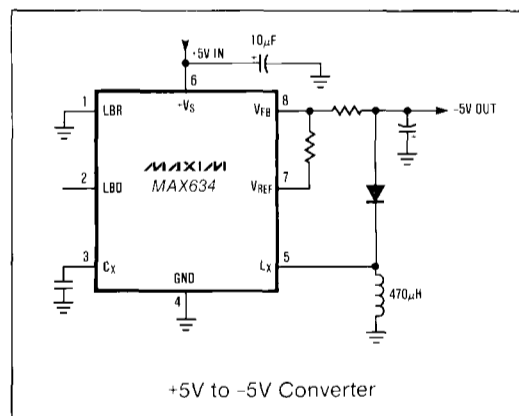 +5V IN
10µF
6
1
LBR
+VS
VFB
8
-5V OUT
MAXIM
MAX634
2
LBO
VREF
7
3
CX
GND
LX
5
4
470µH
+5V to -5V Converter